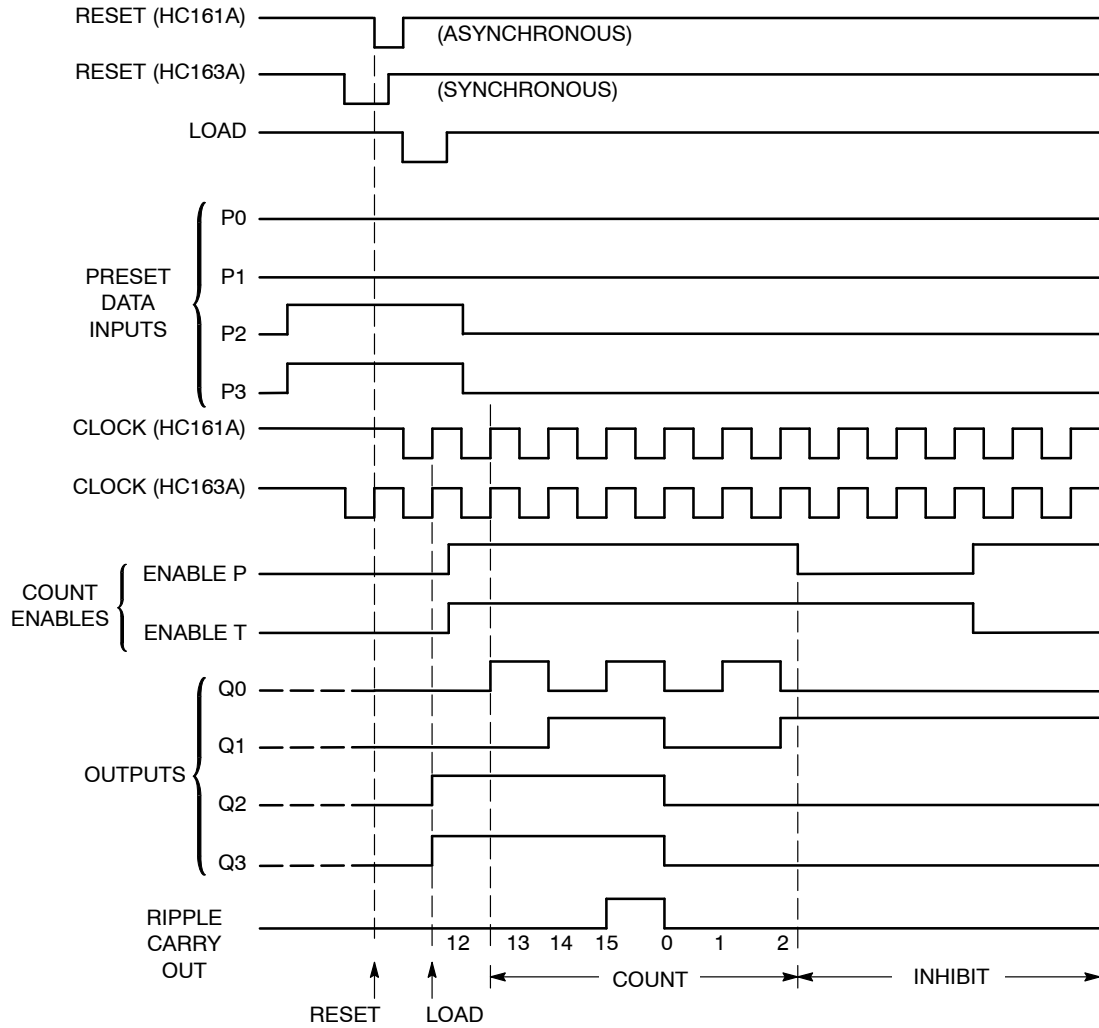 RESET (HC161A)
(ASYNCHRONOUS)
RESET (HC163A)
(SYNCHRONOUS)
LOAD
PRESET
DATA
INPUTS
P0
P1
P2
P3
CLOCK (HC161A)
CLOCK (HC163A)
COUNT
ENABLES
ENABLE P
ENABLE T
OUTPUTS
Q0
Q1
Q2
Q3
RIPPLE
CARRY
OUT
12 13 14 15 0 1 2
COUNT
INHIBIT
RESET
LOAD